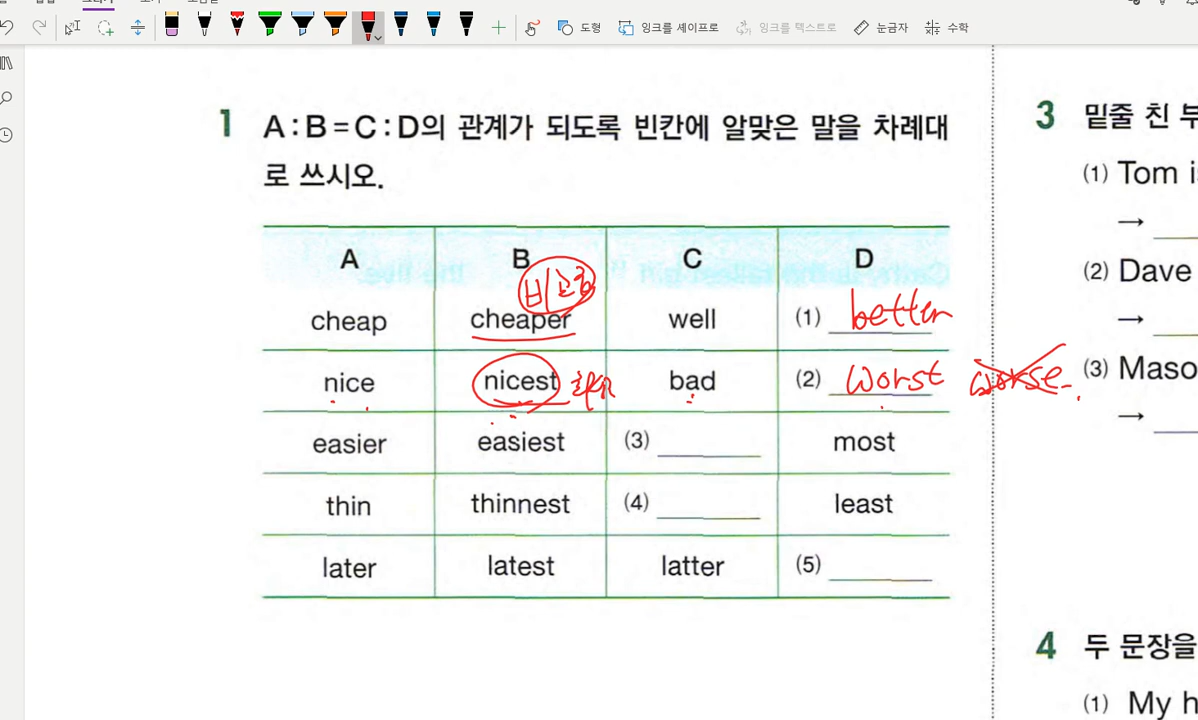 도형 잉크를 셰이프로 잉크를 텍스트로 눈금자 수학
1 A : B = C : D의 관계가 되도록 빈칸에 알맞은 말을 차례대
로 쓰시오.
A B C D
비교급
cheap cheaper well (1) better
nice nicest bad (2) worst worse
easier easiest (3) most
thin thinnest (4) least
later latest latter (5)
3 밑줄 친
(1) Tom
→
(2) Dave
→
(3) Maso
→
4 두 문장을
(1) My h